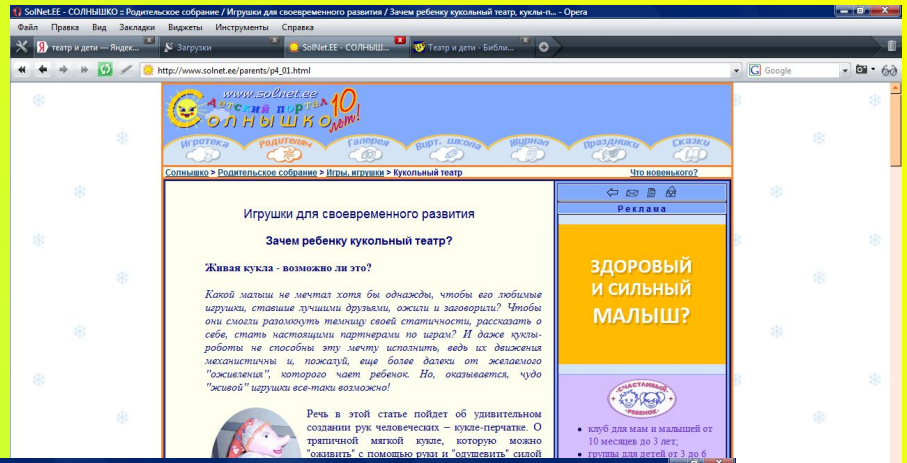 SolNet.EE - СОЛНЫШКО :: Родительское собрание / Игрушки для своевременного развития / Зачем ребенку кукольный театр, куклы-п... - Opera
Файл Правка Вид Закладки Виджеты Инструменты Справка
театр и дети — Яндек... Загрузки SolNet.EE - СОЛНЫШ... Театр и дети - Библи...
http://www.solnet.ee/parents/p4_01.html Google
www.solnet.ee
Детский портал 10 лет!
Солнышко
Игротека Родителям Галерея Вирт. школа Журнал Праздники Сказки
Солнышко > Родительское собрание > Игры, игрушки > Кукольный театр Что новенького?
Реклама
Игрушки для своевременного развития
Зачем ребенку кукольный театр?
Живая кукла - возможно ли это?
Какой малыш не мечтал хотя бы однажды, чтобы его любимые
игрушки, ставшие лучшими друзьями, ожили и заговорили? Чтобы
они смогли разомкнуть темницу своей статичности, рассказать о
себе, стать настоящими партнерами по играм? И даже куклы-
роботы не способны эту мечту исполнить, ведь их движения
механистичны и, пожалуй, еще более далеки от желаемого
"оживления", которого чает ребенок. Но, оказывается, чудо
"живой" игрушки все-таки возможно!
Речь в этой статье пойдет об удивительном
создании рук человеческих – кукле-перчатке. О
тряпичной мягкой кукле, которую можно
"оживить" с помощью руки и "одушевить" силой
ЗДОРОВЫЙ
И СИЛЬНЫЙ
МАЛЫШ?
СЧАСТЛИВЫЙ
РЕБЕНОК
клуб для мам и малышей от
10 месяцев до 3 лет;
группы для детей от 3 до 6